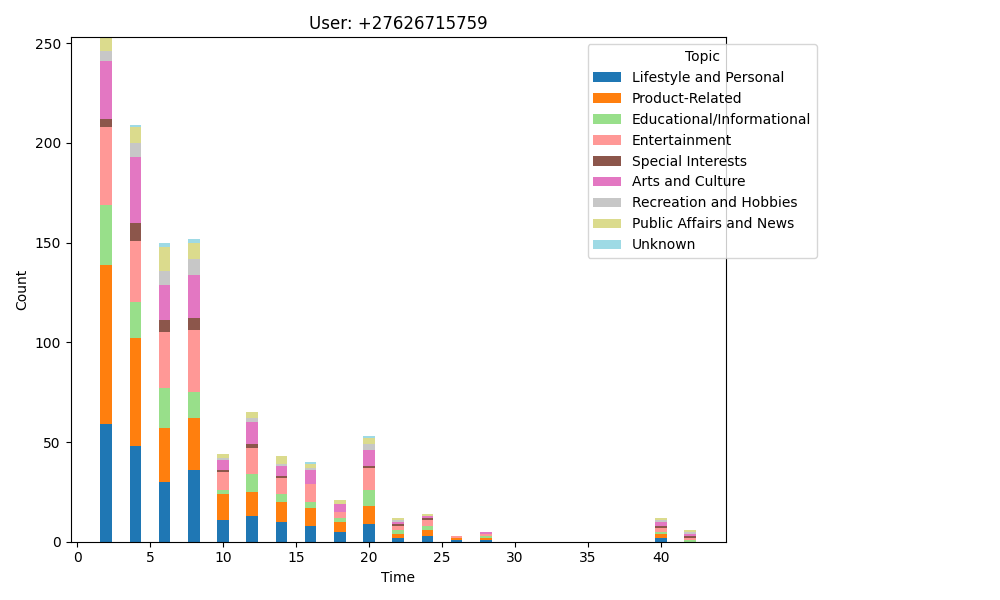 User: +27626715759
250
200
150
100
50
0
Count
0 5 10 15 20 25 30 35 40
Time
Topic
Lifestyle and Personal
Product-Related
Educational/Informational
Entertainment
Special Interests
Arts and Culture
Recreation and Hobbies
Public Affairs and News
Unknown